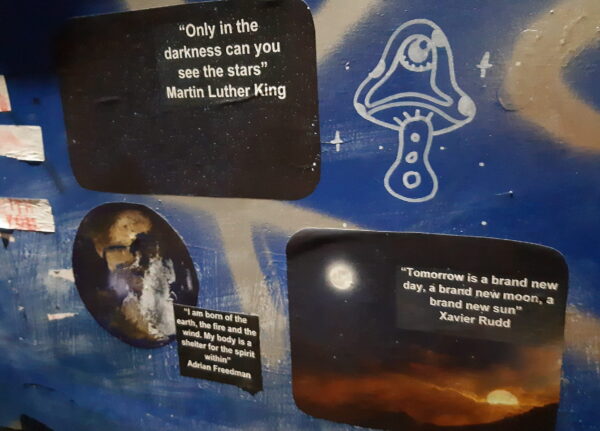 “Only in the
darkness can you
see the stars”
Martin Luther King
“I am born of the
earth, the fire and the
wind. My body is a
shelter for the spirit
within”
Adrian Freedman
“Tomorrow is a brand new
day, a brand new moon, a
brand new sun”
Xavier Rudd